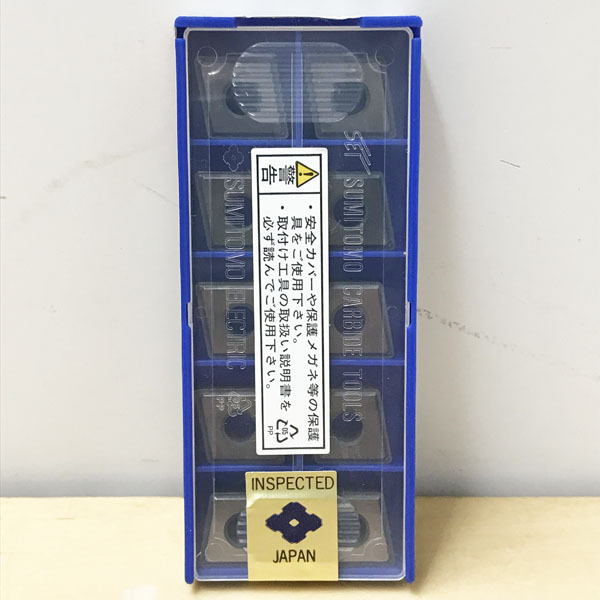 警告
・安全カバーや保護メガネ等の保護
具をご使用下さい。
・取付け工具の取扱い説明書を
必ず読んでご使用下さい。
05
PP
SEI SUMITOMO CARBIDE TOOLS
SUMITOMO ELECTRIC
INSPECTED
JAPAN